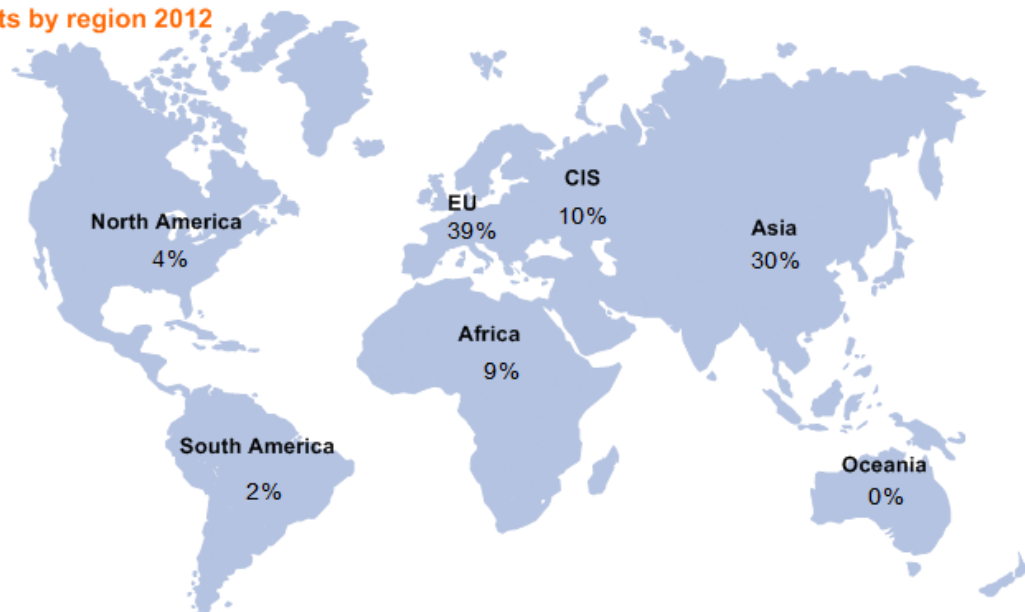 ts by region 2012
CIS
10%
EU
39%
North America
4%
Asia
30%
Africa
9%
South America
2%
Oceania
0%